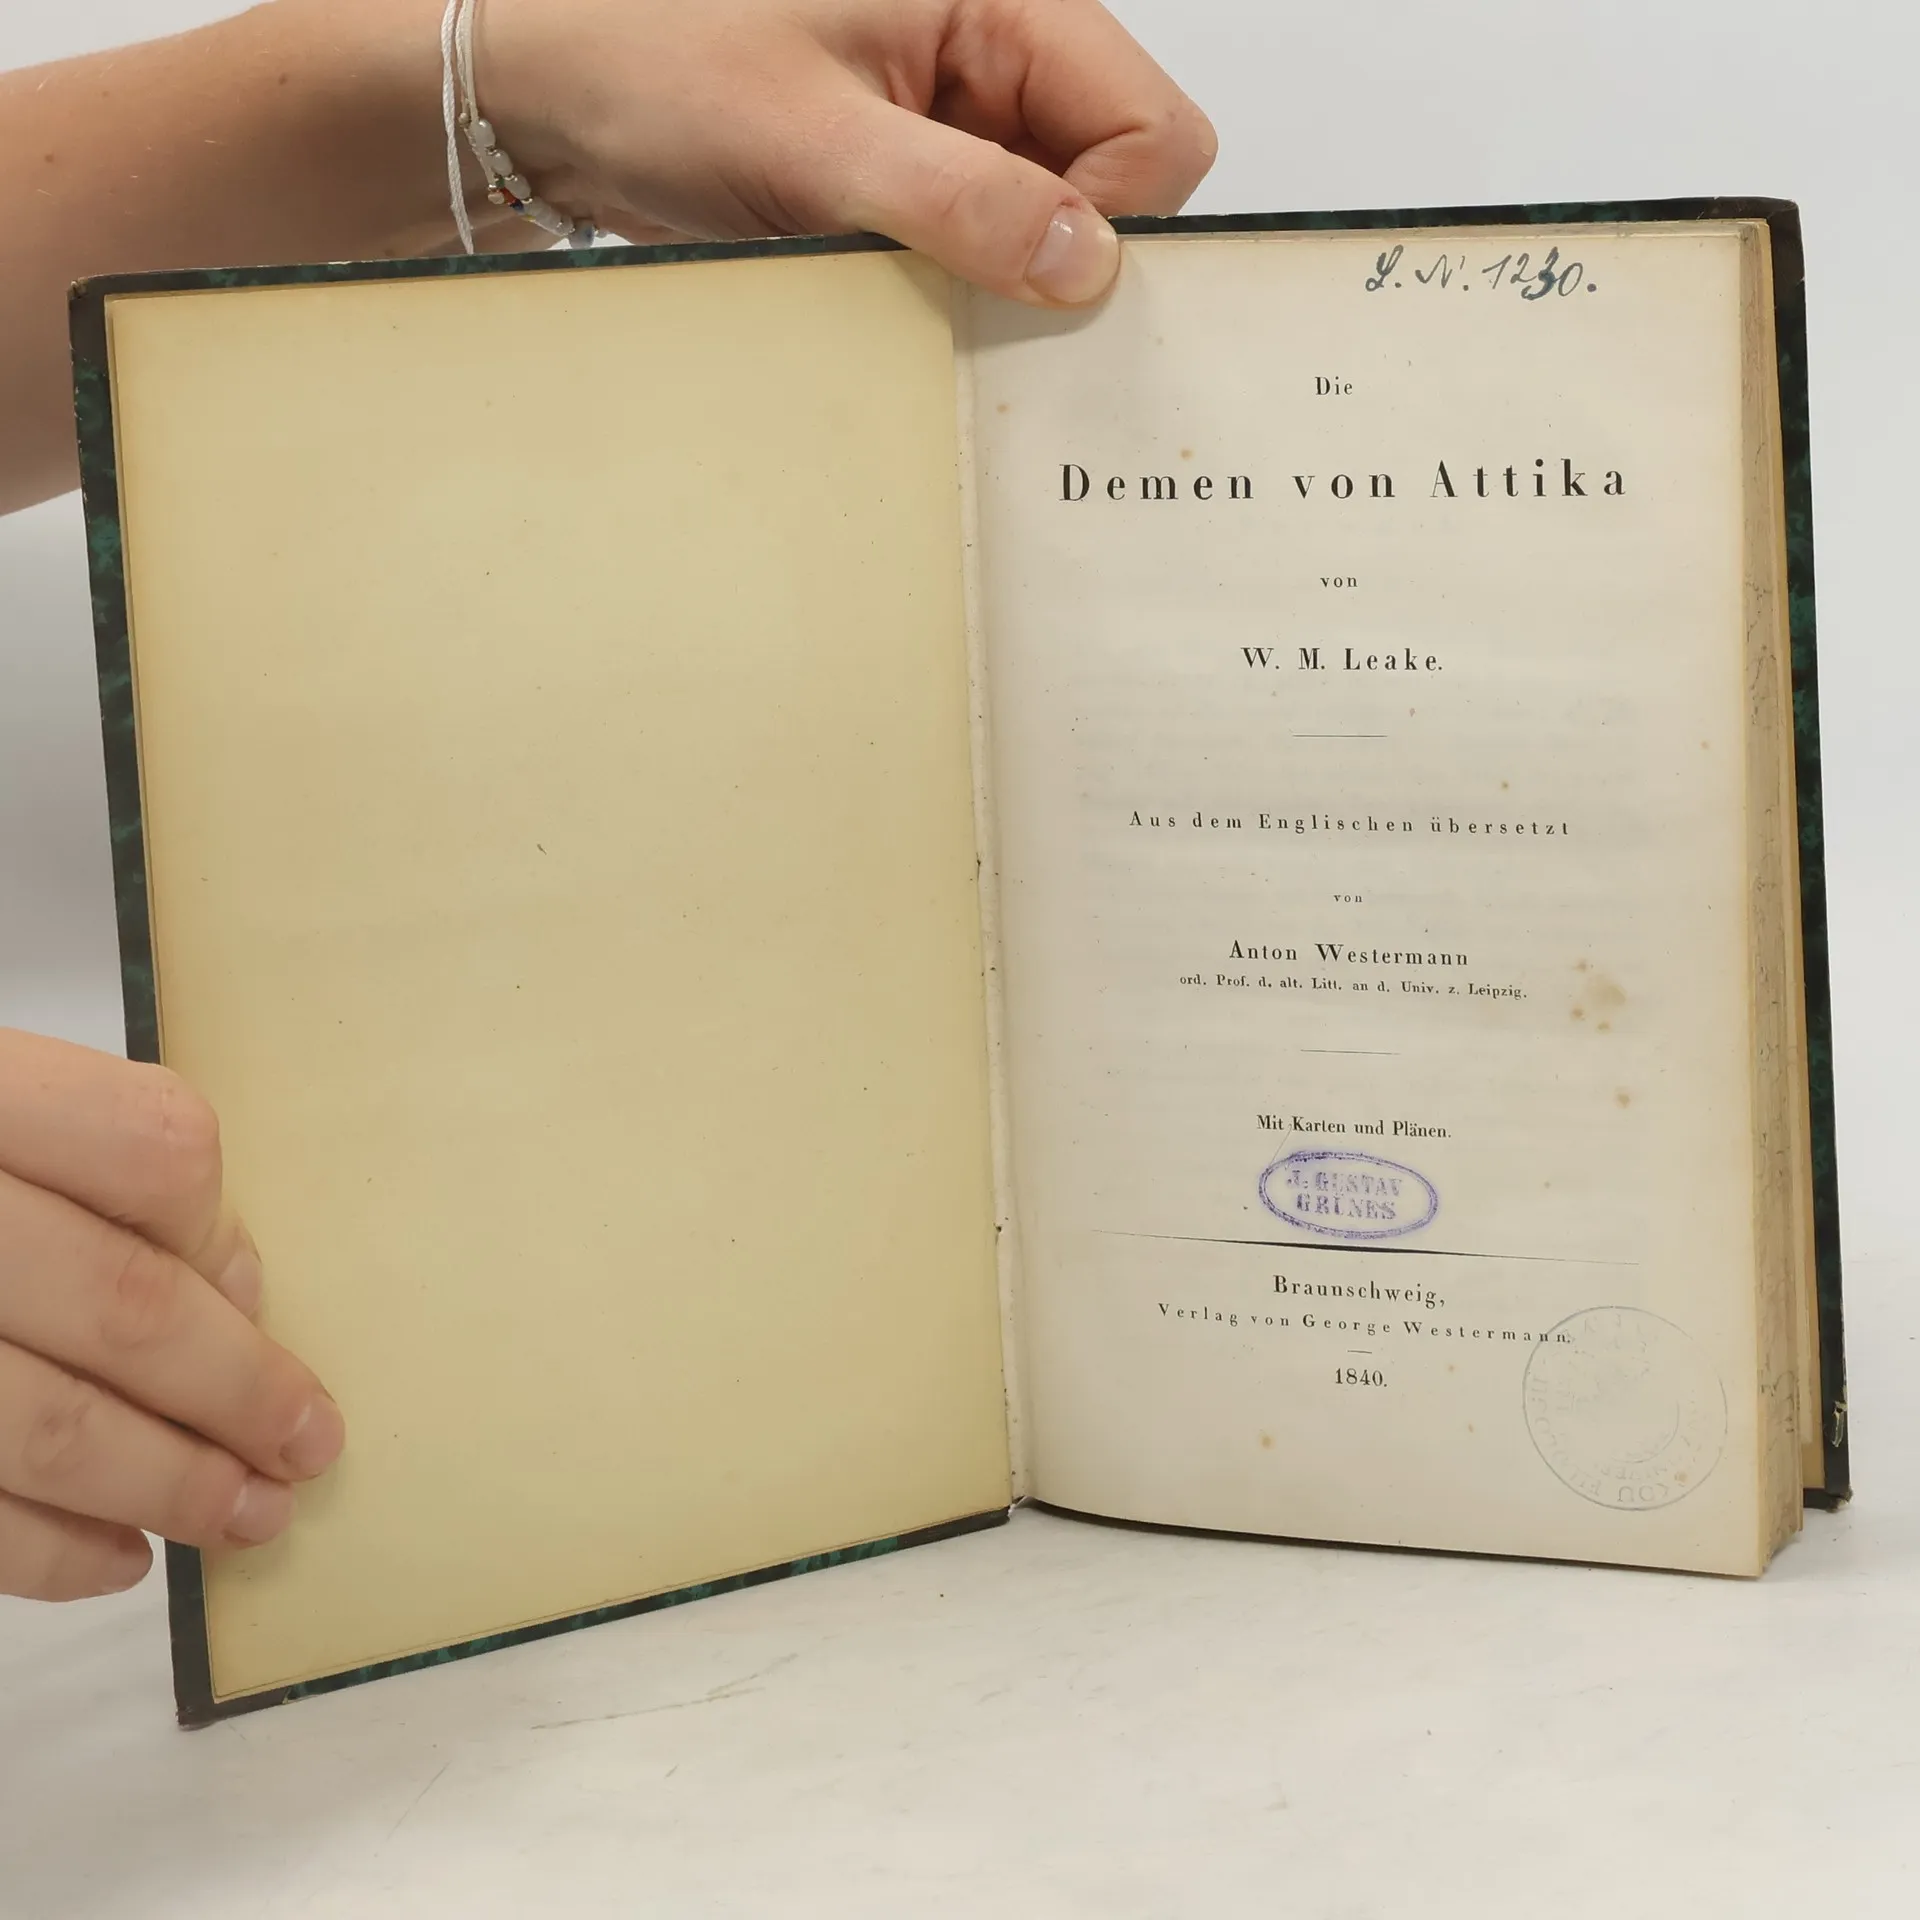 L. N. 1230.
Die
Demen von Attika
von
W. M. Leake.
Aus dem Englischen übersetzt
von
Anton Westermann
ord. Prof. d. alt. Litt. an d. Univ. z. Leipzig.
Mit Karten und Plänen.
J. GUSTAV
GRÜNES
Braunschweig,
Verlag von George Westermann.
1840.